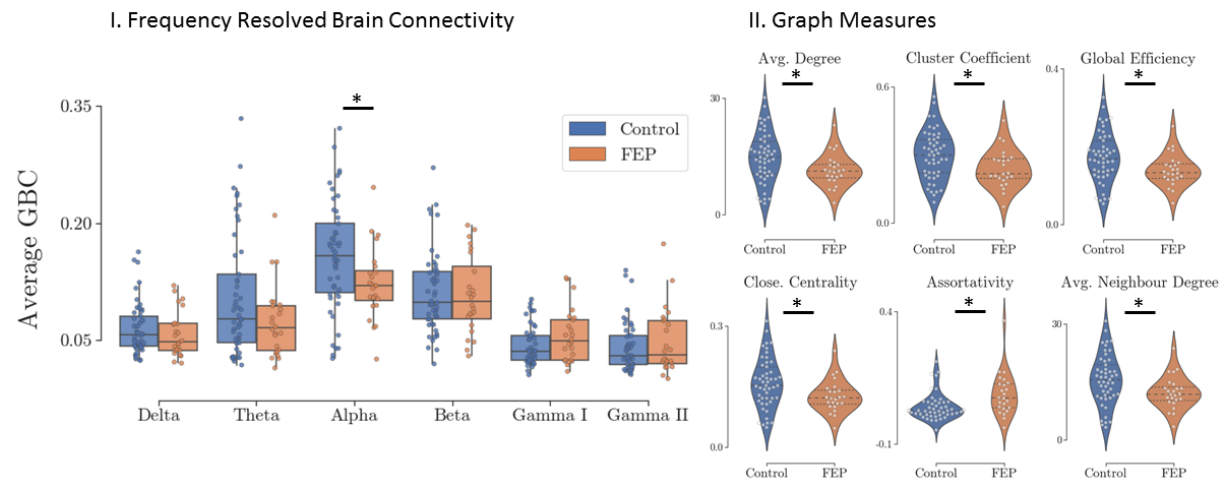 I. Frequency Resolved Brain Connectivity
Average GBC
0.35
0.20
0.05
*
Control
FEP
Delta
Theta
Alpha
Beta
Gamma I
Gamma II
II. Graph Measures
Avg. Degree
*
30
0
Control
FEP
Cluster Coefficient
*
0.6
0.0
Control
FEP
Global Efficiency
*
0.4
0.0
Control
FEP
Close. Centrality
*
0.3
0.0
Control
FEP
Assortativity
*
0.4
-0.1
Control
FEP
Avg. Neighbour Degree
*
30
0
Control
FEP